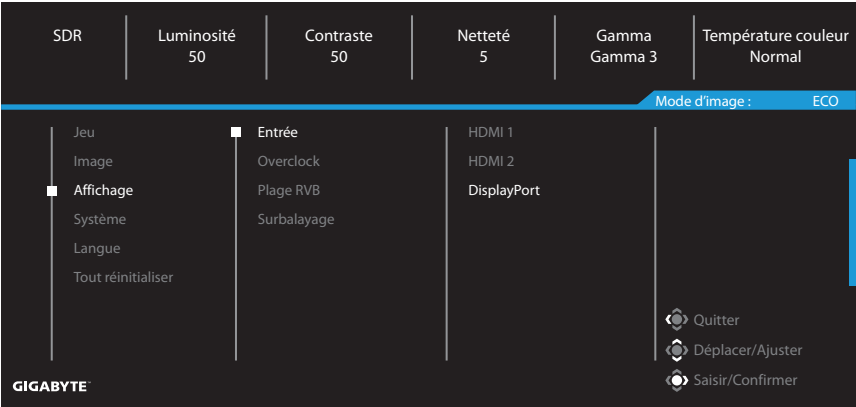 SDR Luminosité Contraste Netteté Gamma Température couleur
50 50 5 Gamma 3 Normal
Mode d'image : ECO
Jeu Entrée HDMI 1
Image Overclock HDMI 2
Affichage Plage RVB DisplayPort
Système Surbalayage
Langue
Tout réinitialiser
Quitter
Déplacer/Ajuster
GIGABYTE™ Saisir/Confirmer